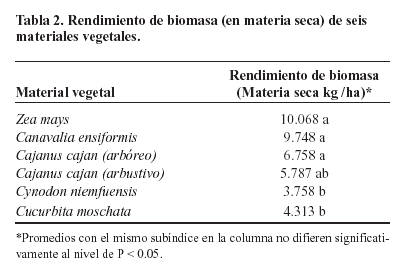 Tabla 2. Rendimiento de biomasa (en materia seca) de seis
materiales vegetales.
Rendimiento de biomasa
Material vegetal (Materia seca kg /ha)*
Zea mays 10.068 a
Canavalia ensiformis 9.748 a
Cajanus cajan (arbóreo) 6.758 a
Cajanus cajan (arbustivo) 5.787 ab
Cynodon niemfuensis 3.758 b
Cucurbita moschata 4.313 b
*Promedios con el mismo subíndice en la columna no difieren significati-
vamente al nivel de P < 0.05.